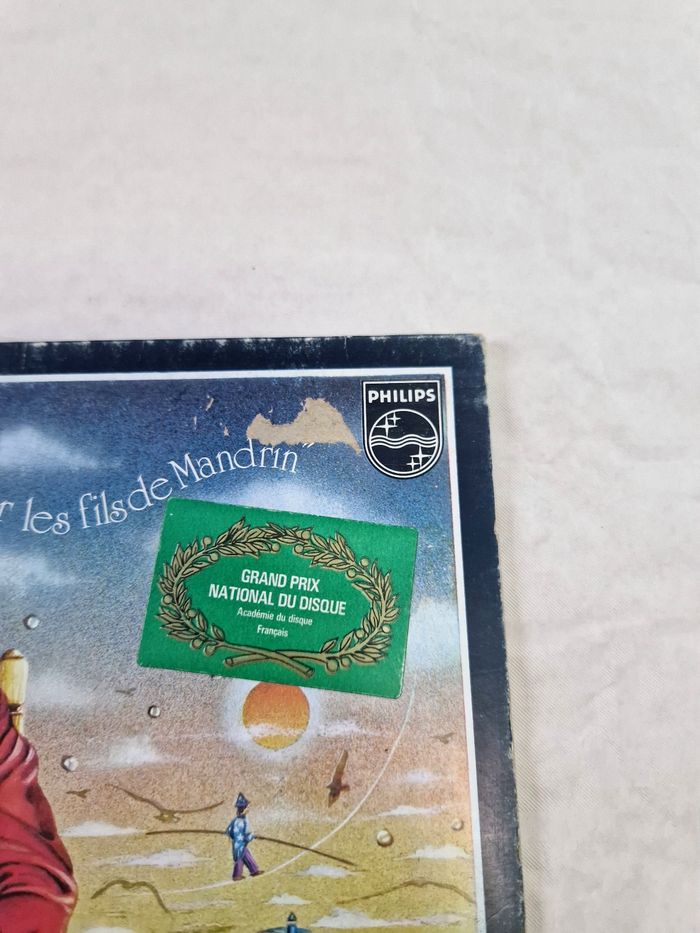 PHILIPS
les fils de Mandrin"
GRAND PRIX
NATIONAL DU DISQUE
Académie du disque
Français